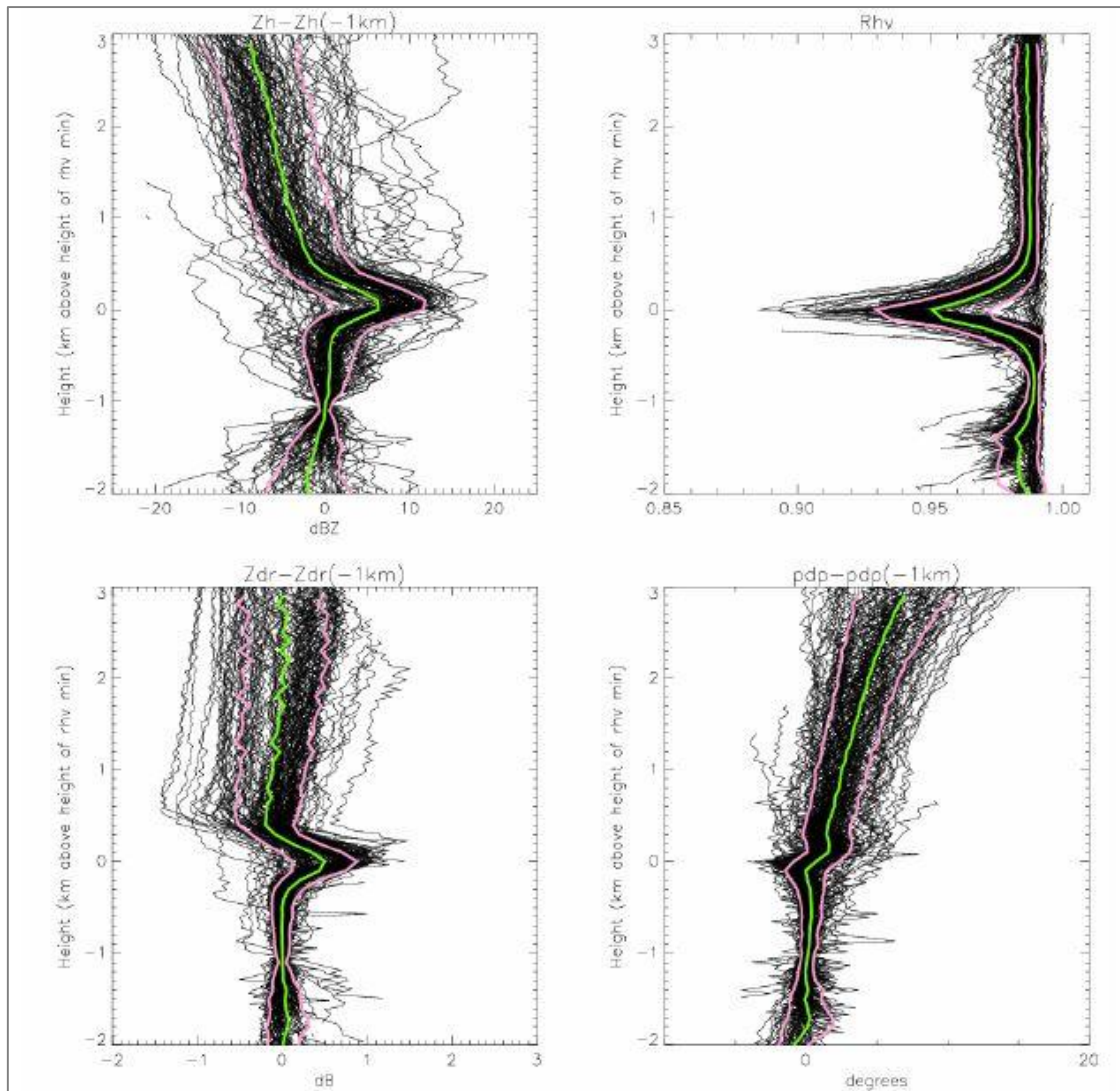 Zh-Zh(-1km)
Height (km above height of rhv min)
3
2
1
0
-1
-2
-20 -10 0 10 20
dBZ
Rhv
Height (km above height of rhv min)
3
2
1
0
-1
-2
0.85 0.90 0.95 1.00
Zdr-Zdr(-1km)
Height (km above height of rhv min)
3
2
1
0
-1
-2
-2 -1 0 1 2 3
dB
pdp-pdp(-1km)
Height (km above height of rhv min)
3
2
1
0
-1
-2
0 20
degrees